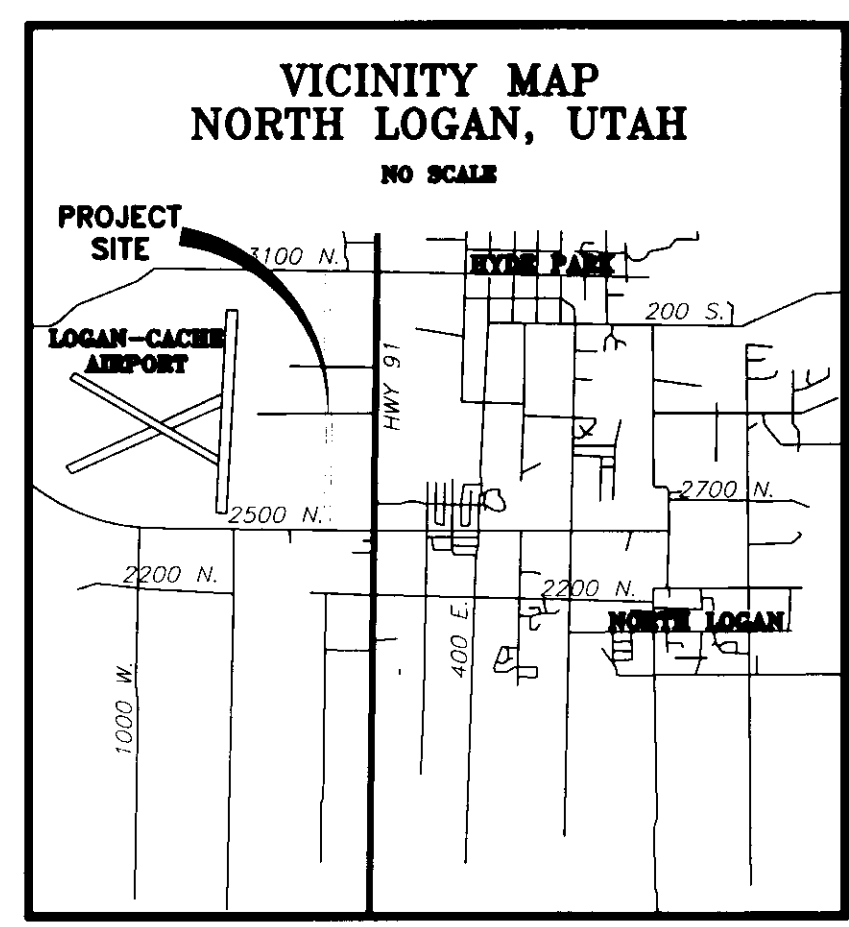 VICINITY MAP
NORTH LOGAN, UTAH
NO SCALE
PROJECT
SITE
3100 N.
HYDE PARK
200 S.
LOGAN-CACHE
AIRPORT
HWY 91
2700 N.
2500 N.
2200 N.
2200 N.
NORTH LOGAN
400 E.
1000 W.